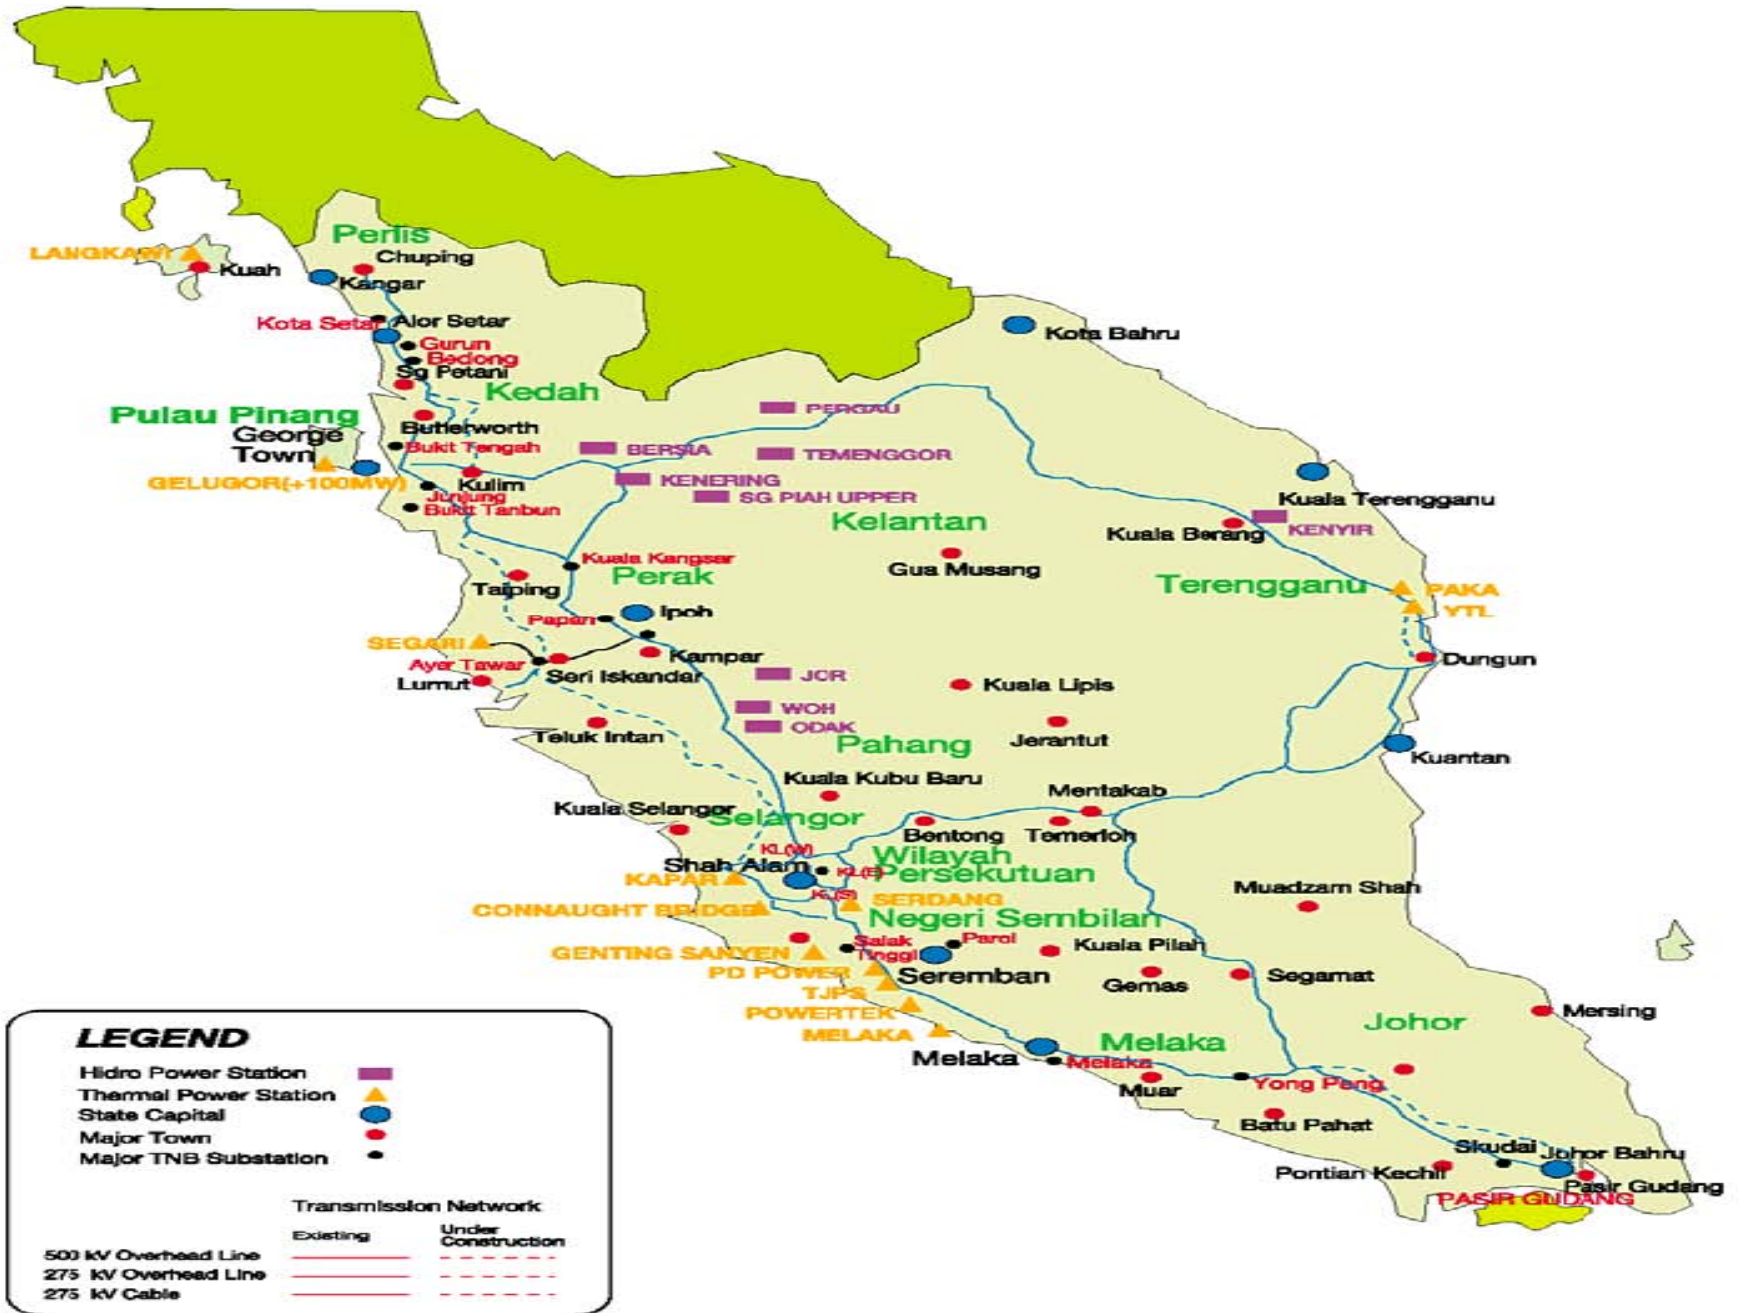 Perlis
LANGKAWI
Kuah
Chuping
Kangar
Kota Setar
Alor Setar
Gurun
Bedong
Sg Petani
Kedah
Kota Bahru
Pulau Pinang
George
Town
Butterworth
Bukit Tengah
GELUGOR(+100MW)
Kulim
Junjung
Bukit Tanbun
PERGAU
BERSIA
TEMENGGOR
KENERING
SG PIAH UPPER
Kelantan
Kuala Terengganu
Kuala Berang
KENYIR
Kuala Kangsar
Perak
Gua Musang
Terengganu
Taiping
PAKA
YTL
Papan
Ipoh
SEGARI
Ayer Tawar
Kampar
Dungun
Lumut
Seri Iskandar
JOR
Kuala Lipis
WOH
ODAK
Teluk Intan
Pahang
Jerantut
Kuantan
Kuala Kubu Baru
Mentakab
Kuala Selangor
Selangor
Bentong
Temerloh
KL(W)
Wilayah
Persekutuan
Shah Alam
KL(E)
KAPAR
KL(S)
SERDANG
Muadzam Shah
CONNAUGHT BRIDGE
Negeri Sembilan
Salak
Tinggi
Paroi
Kuala Pilah
GENTING SANYEN
PD POWER
Seremban
Gemas
Segamat
TJPS
POWERTEK
MELAKA
Mersing
Johor
Melaka
Melaka
Melaka
Muar
Yong Peng
Batu Pahat
Skudai
Johor Bahru
Pontian Kechil
Pasir Gudang
PASIR GUDANG
LEGEND
Hidro Power Station
Thermal Power Station
State Capital
Major Town
Major TNB Substation
Transmission Network
Existing
Under
Construction
500 kV Overhead Line
275 kV Overhead Line
275 kV Cable